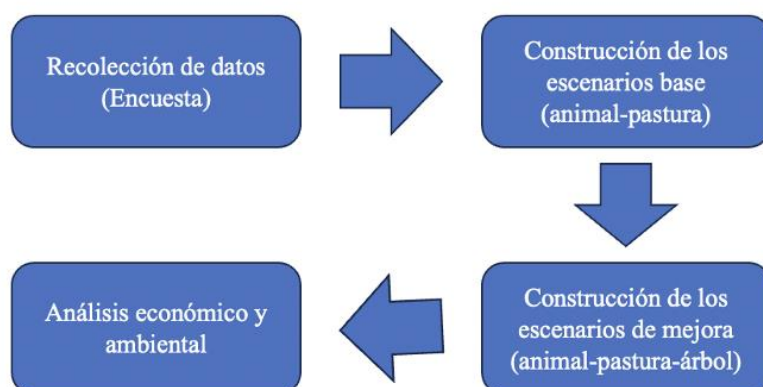 Recolección de datos
(Encuesta)
Construcción de los
escenarios base
(animal-pastura)
Construcción de los
escenarios de mejora
(animal-pastura-árbol)
Análisis económico y
ambiental